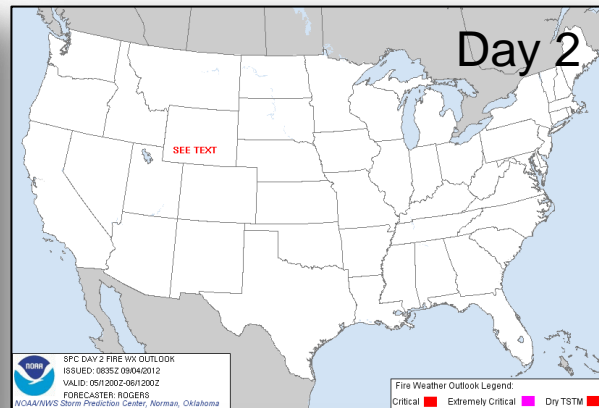 Day 2
SEE TEXT
NOAA
SPC DAY 2 FIRE WX OUTLOOK
ISSUED: 0835Z 09/04/2012
VALID: 05/1200Z-06/1200Z
FORECASTER: ROGERS
NOAA/NWS Storm Prediction Center, Norman, Oklahoma
Fire Weather Outlook Legend:
Critical Extremely Critical Dry TSTM